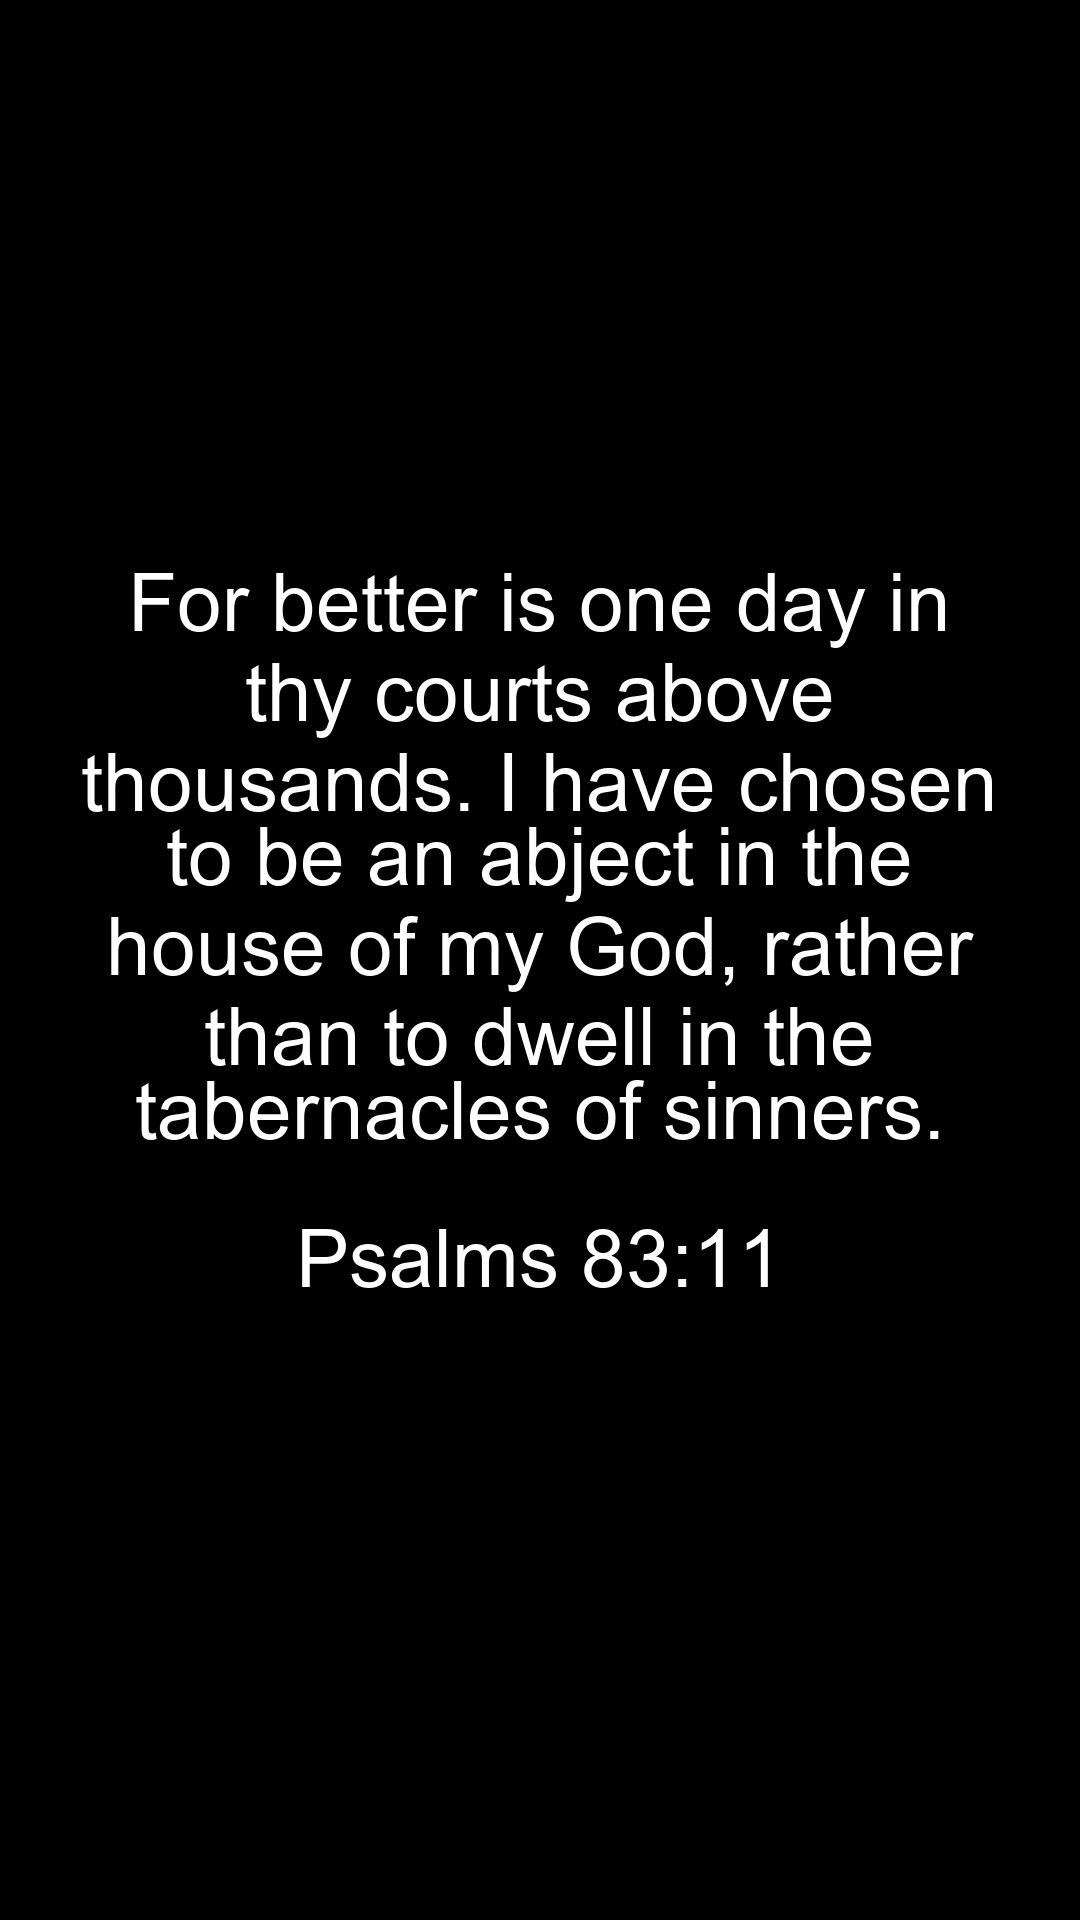 For better is one day in
thy courts above
thousands. I have chosen
to be an abject in the
house of my God, rather
than to dwell in the
tabernacles of sinners.
Psalms 83:11